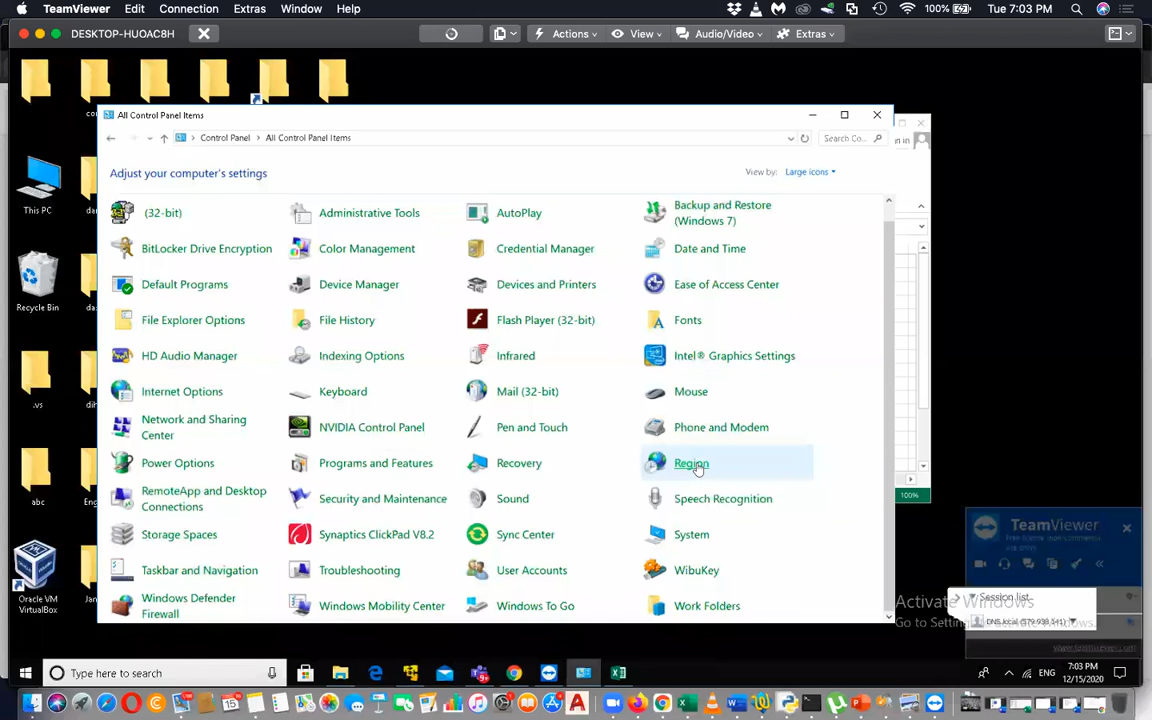 TeamViewer Edit Connection Extras Window Help 100% Tue 7:03 PM
DESKTOP-HUOAC8H Actions View Audio/Video Extras
All Control Panel Items
Control Panel > All Control Panel Items Search Co...
Adjust your computer's settings View by: Large icons
(32-bit) Administrative Tools AutoPlay Backup and Restore
(Windows 7)
BitLocker Drive Encryption Color Management Credential Manager Date and Time
Default Programs Device Manager Devices and Printers Ease of Access Center
File Explorer Options File History Flash Player (32-bit) Fonts
HD Audio Manager Indexing Options Infrared Intel® Graphics Settings
Internet Options Keyboard Mail (32-bit) Mouse
Network and Sharing
Center NVIDIA Control Panel Pen and Touch Phone and Modem
Power Options Programs and Features Recovery Region
RemoteApp and Desktop
Connections Security and Maintenance Sound Speech Recognition
Storage Spaces Synaptics ClickPad V8.2 Sync Center System
Taskbar and Navigation Troubleshooting User Accounts WibuKey
Windows Defender
Firewall Windows Mobility Center Windows To Go Work Folders
This PC
Recycle Bin
.vs
abc
Oracle VM
VirtualBox
100%
TeamViewer
Activate Windows
Go to Settings to activate Windows.
Session list
www.teamviewer.com
Type here to search
ENG
7:03 PM
12/15/2020